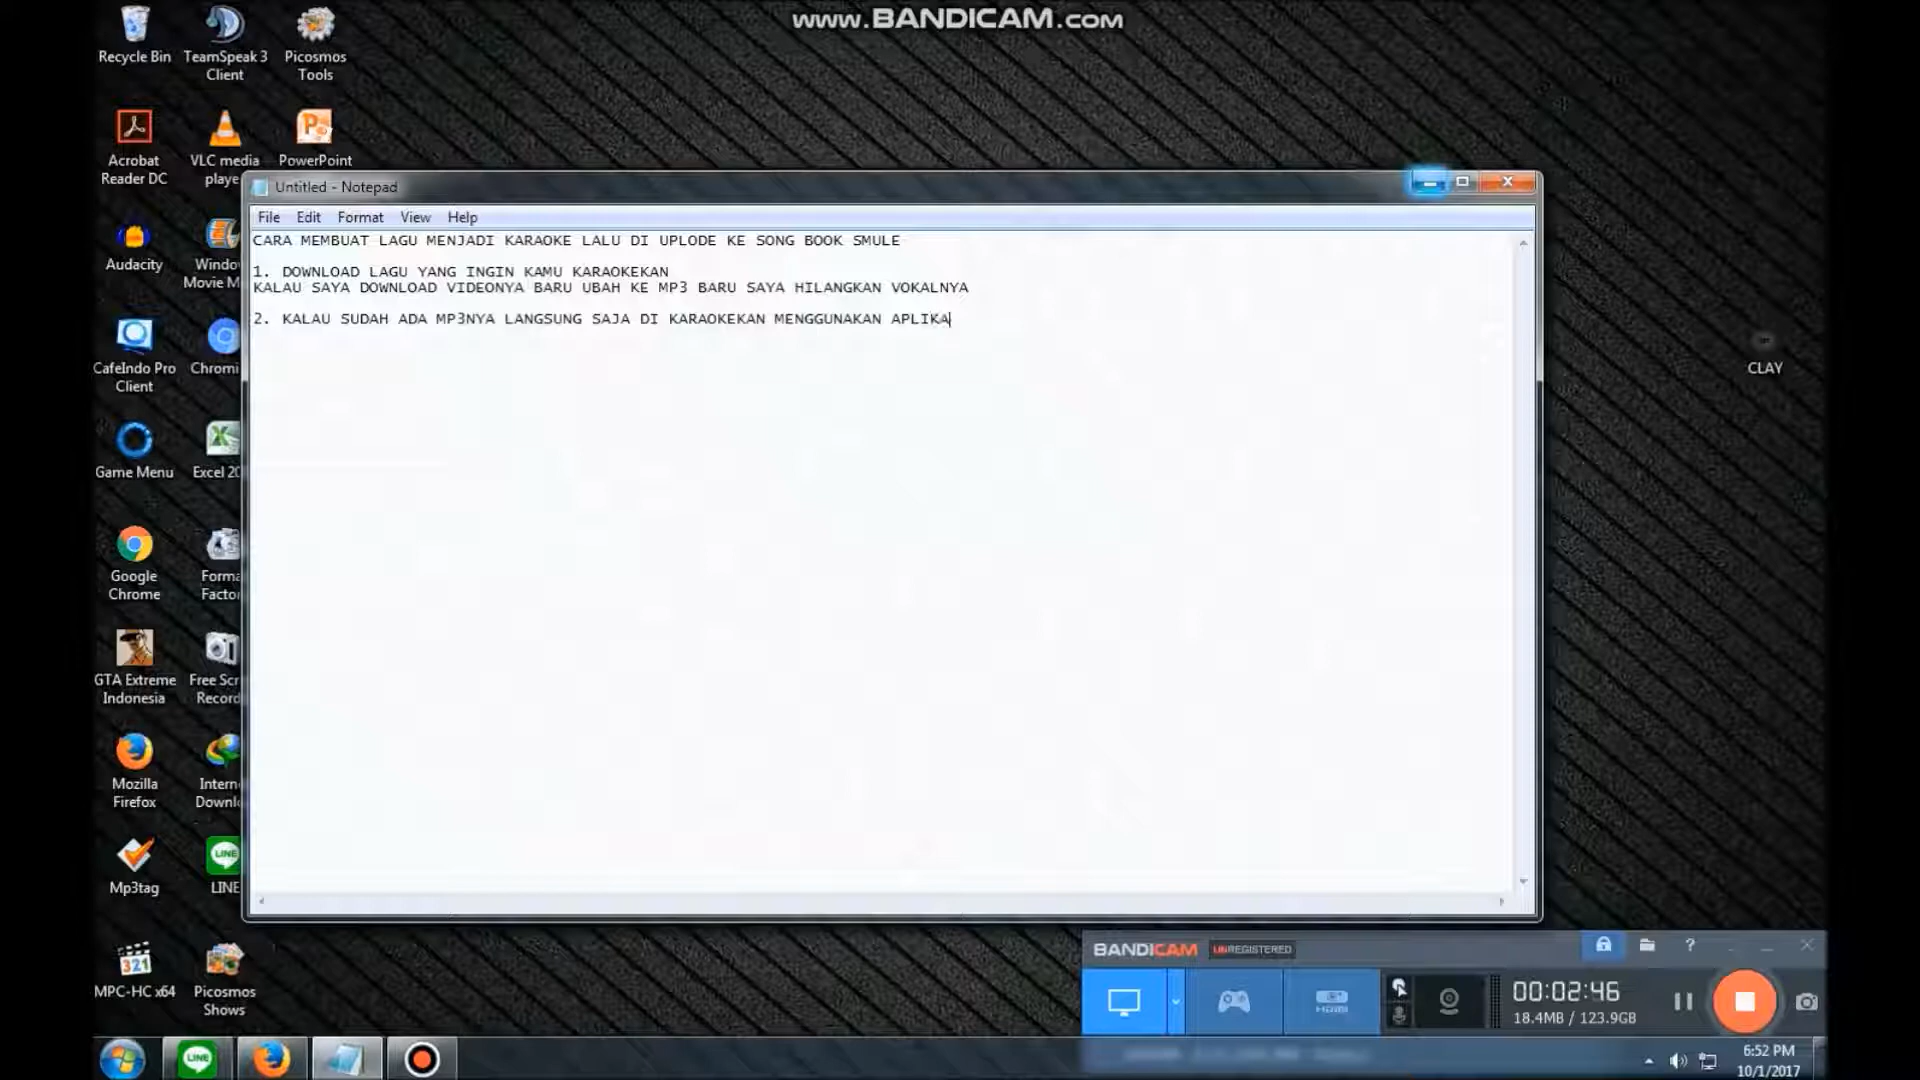 www.BANDICAM.com
Recycle Bin
TeamSpeak 3
Client
Picosmos
Tools
Acrobat
Reader DC
VLC media
PowerPoint
Untitled - Notepad
File Edit Format View Help
CARA MEMBUAT LAGU MENJADI KARAOKE LALU DI UPLODE KE SONG BOOK SMULE
1. DOWNLOAD LAGU YANG INGIN KAMU KARAOKEKAN
KALAU SAYA DOWNLOAD VIDEONYA BARU UBAH KE MP3 BARU SAYA HILANGKAN VOKALNYA
2. KALAU SUDAH ADA MP3NYA LANGSUNG SAJA DI KARAOKEKAN MENGGUNAKAN APLIKA
Audacity
Movie M
CafeIndo Pro
Client
Chromi
Game Menu
Excel 20
Google
Chrome
Forma
Factor
GTA Extreme
Indonesia
Free Scr
Record
Mozilla
Firefox
Intern
Downl
Mp3tag
LINE
MPC-HC x64
Picosmos
Shows
CLAY
BANDICAM UNREGISTERED
HDMI
00:02:46
18.4MB / 123.9GB
6:52 PM
10/1/2017